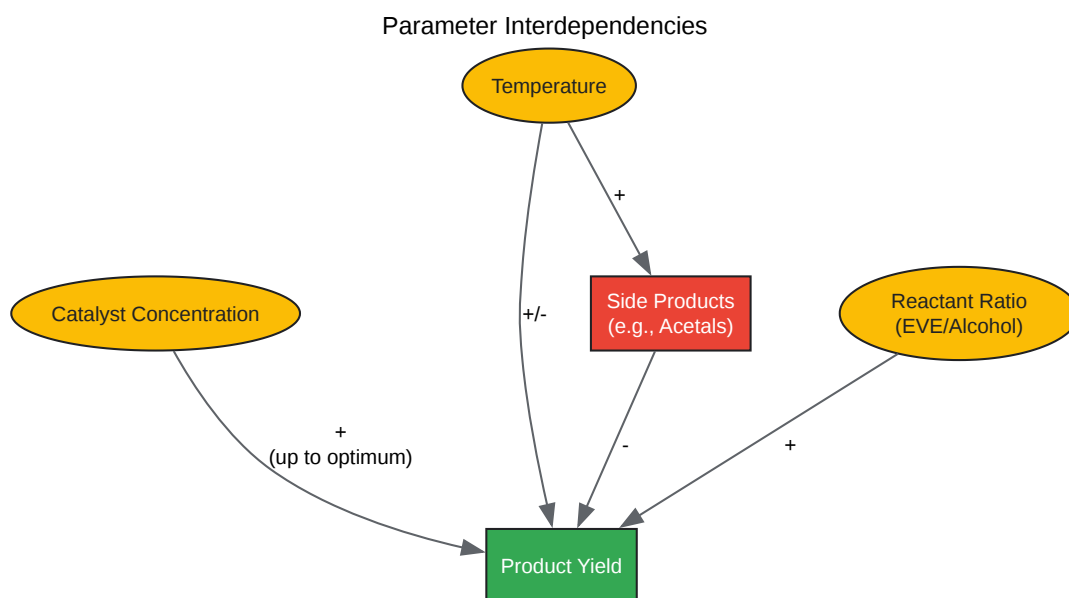 Parameter Interdependencies
Temperature
+
Catalyst Concentration
+/-
Side Products
(e.g., Acetals)
Reactant Ratio
(EVE/Alcohol)
+
(up to optimum)
-
+
Product Yield